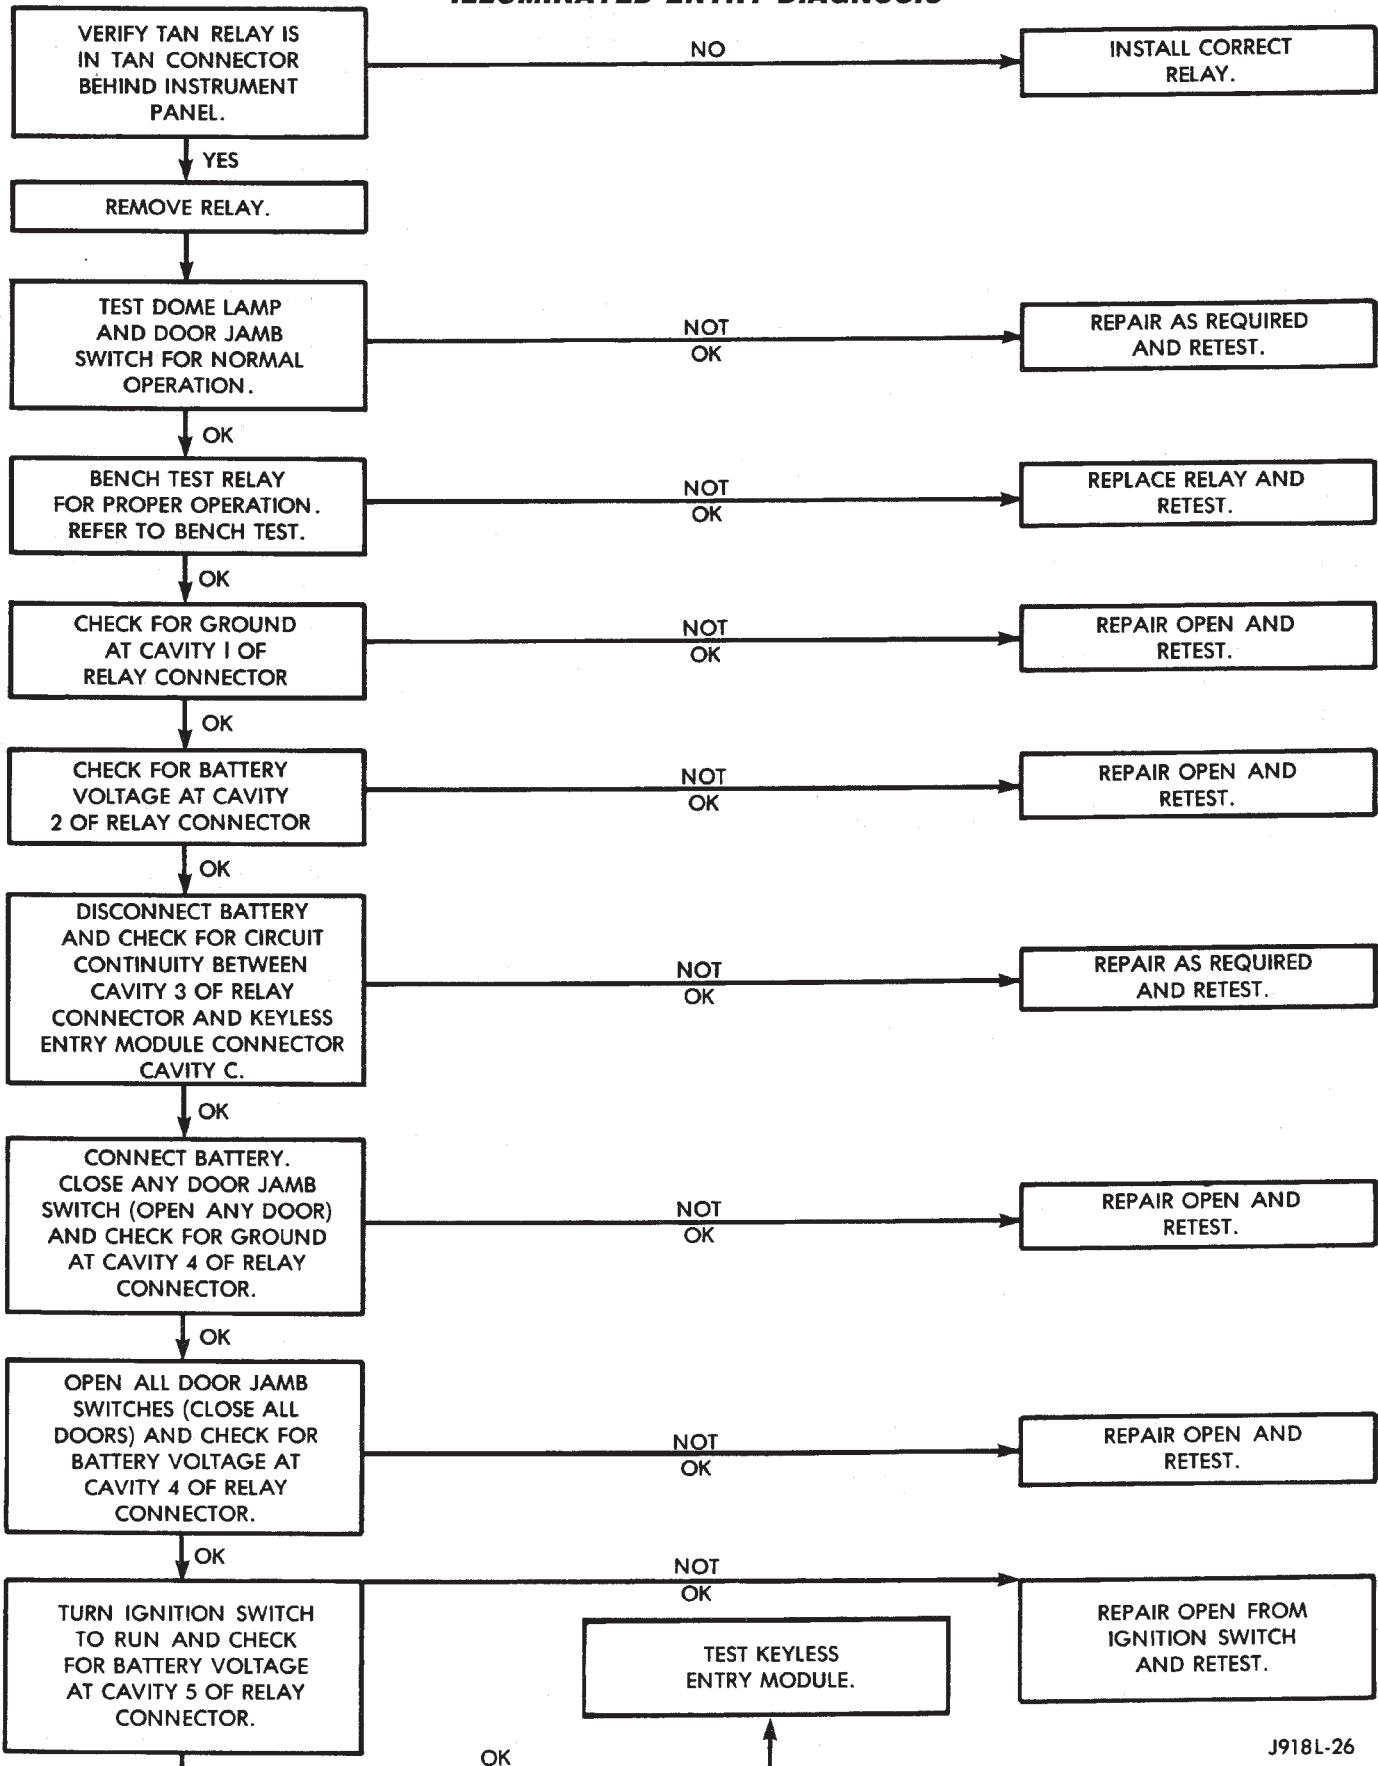 ILLUMINATED ENTRY DIAGNOSIS
VERIFY TAN RELAY IS
IN TAN CONNECTOR
BEHIND INSTRUMENT
PANEL.
NO
INSTALL CORRECT
RELAY.
YES
REMOVE RELAY.
TEST DOME LAMP
AND DOOR JAMB
SWITCH FOR NORMAL
OPERATION.
NOT
OK
REPAIR AS REQUIRED
AND RETEST.
OK
BENCH TEST RELAY
FOR PROPER OPERATION.
REFER TO BENCH TEST.
NOT
OK
REPLACE RELAY AND
RETEST.
OK
CHECK FOR GROUND
AT CAVITY 1 OF
RELAY CONNECTOR
NOT
OK
REPAIR OPEN AND
RETEST.
OK
CHECK FOR BATTERY
VOLTAGE AT CAVITY
2 OF RELAY CONNECTOR
NOT
OK
REPAIR OPEN AND
RETEST.
OK
DISCONNECT BATTERY
AND CHECK FOR CIRCUIT
CONTINUITY BETWEEN
CAVITY 3 OF RELAY
CONNECTOR AND KEYLESS
ENTRY MODULE CONNECTOR
CAVITY C.
NOT
OK
REPAIR AS REQUIRED
AND RETEST.
OK
CONNECT BATTERY.
CLOSE ANY DOOR JAMB
SWITCH (OPEN ANY DOOR)
AND CHECK FOR GROUND
AT CAVITY 4 OF RELAY
CONNECTOR.
NOT
OK
REPAIR OPEN AND
RETEST.
OK
OPEN ALL DOOR JAMB
SWITCHES (CLOSE ALL
DOORS) AND CHECK FOR
BATTERY VOLTAGE AT
CAVITY 4 OF RELAY
CONNECTOR.
NOT
OK
REPAIR OPEN AND
RETEST.
OK
TURN IGNITION SWITCH
TO RUN AND CHECK
FOR BATTERY VOLTAGE
AT CAVITY 5 OF RELAY
CONNECTOR.
NOT
OK
REPAIR OPEN FROM
IGNITION SWITCH
AND RETEST.
TEST KEYLESS
ENTRY MODULE.
OK
J918L-26